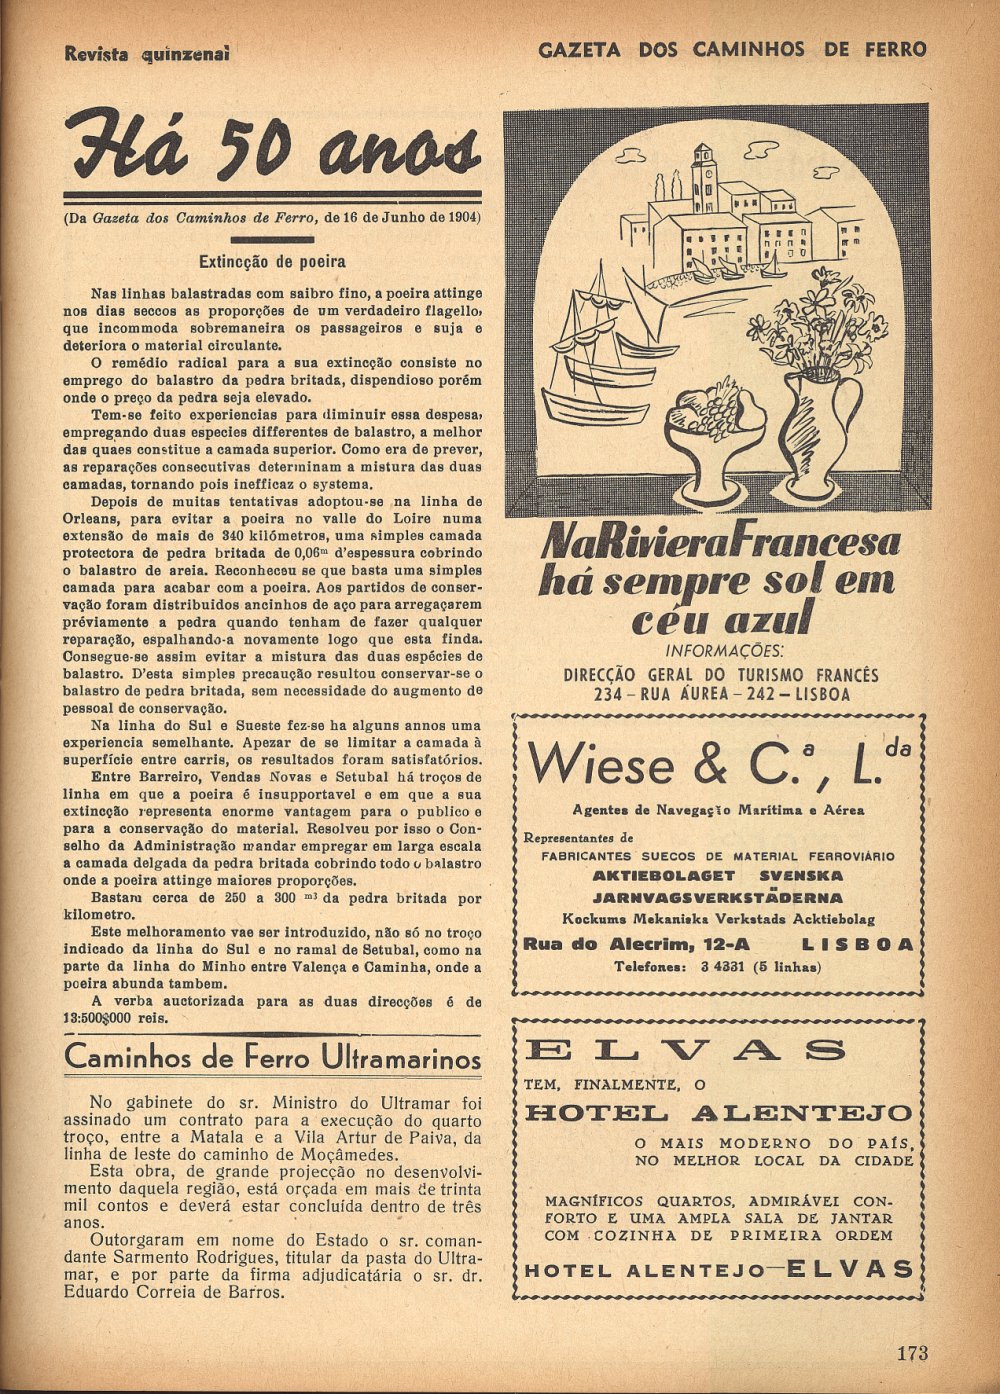 Revista quinzenal
GAZETA DOS CAMINHOS DE FERRO
Há 50 anos
(Da Gazeta dos Caminhos de Ferro, de 16 de Junho de 1904)
Extincção de poeira
Nas linhas balastradas com saibro fino, a poeira attinge
nos dias seccos as proporções de um verdadeiro flagello,
que incommoda sobremaneira os passageiros e suja e
deteriora o material circulante.
O remédio radical para a sua extincção consiste no
emprego do balastro da pedra britada, dispendioso porém
onde o preço da pedra seja elevado.
Tem-se feito experiencias para diminuir essa despesa,
empregando duas especies differentes de balastro, a melhor
das quaes constitue a camada superior. Como era de prever,
as reparações consecutivas determinam a mistura das duas
camadas, tornando pois inefficaz o systema.
Depois de muitas tentativas adoptou-se na linha de
Orleans, para evitar a poeira no valle do Loire numa
extensão de mais de 340 kilómetros, uma simples camada
protectora de pedra britada de 0,06m d'espessura cobrindo
o balastro de areia. Reconheceu se que basta uma simples
camada para acabar com a poeira. Aos partidos de conser-
vação foram distribuidos ancinhos de aço para arregaçarem
préviamente a pedra quando tenham de fazer qualquer
reparação, espalhando-a novamente logo que esta finda.
Consegue-se assim evitar a mistura das duas espécies de
balastro. D'esta simples precaução resultou conservar-se o
balastro de pedra britada, sem necessidade do augmento de
pessoal de conservação.
Na linha do Sul e Sueste fez-se ha alguns annos uma
experiencia semelhante. Apezar de se limitar a camada à
superfície entre carris, os resultados foram satisfatórios.
Entre Barreiro, Vendas Novas e Setubal há troços de
linha em que a poeira é insupportavel e em que a sua
extincção representa enorme vantagem para o publico e
para a conservação do material. Resolveu por isso o Con-
selho da Administração mandar empregar em larga escala
a camada delgada da pedra britada cobrindo todo o balastro
onde a poeira attinge maiores proporções.
Bastam cerca de 250 a 300 m3 da pedra britada por
kilometro.
Este melhoramento vae ser introduzido, não só no troço
indicado da linha do Sul e no ramal de Setubal, como na
parte da linha do Minho entre Valença e Caminha, onde a
poeira abunda tambem.
A verba auctorizada para as duas direcções é de
13:500$000 reis.
Caminhos de Ferro Ultramarinos
No gabinete do sr. Ministro do Ultramar foi
assinado um contrato para a execução do quarto
troço, entre a Matala e a Vila Artur de Paiva, da
linha de leste do caminho de Moçâmedes.
Esta obra, de grande projecção no desenvolvi-
mento daquela região, está orçada em mais de trinta
mil contos e deverá estar concluída dentro de três
anos.
Outorgaram em nome do Estado o sr. coman-
dante Sarmento Rodrigues, titular da pasta do Ultra-
mar, e por parte da firma adjudicatária o sr. dr.
Eduardo Correia de Barros.
Na Riviera Francesa
há sempre sol em
céu azul
INFORMAÇÕES:
DIRECÇÃO GERAL DO TURISMO FRANCÊS
234 - RUA ÁUREA - 242 - LISBOA
Wiese & C.ª, L.da
Agentes de Navegação Marítima e Aérea
Representantes de
FABRICANTES SUECOS DE MATERIAL FERROVIÁRIO
AKTIEBOLAGET SVENSKA
JARNVAGSVERKSTÄDERNA
Kockums Mekaniska Verkstads Acktiebolag
Rua do Alecrim, 12-A LISBOA
Telefones: 3 4331 (5 linhas)
ELVAS
TEM, FINALMENTE, O
HOTEL ALENTEJO
O MAIS MODERNO DO PAÍS,
NO MELHOR LOCAL DA CIDADE
MAGNÍFICOS QUARTOS, ADMIRÁVEI CON-
FORTO E UMA AMPLA SALA DE JANTAR
COM COZINHA DE PRIMEIRA ORDEM
HOTEL ALENTEJO—ELVAS
173